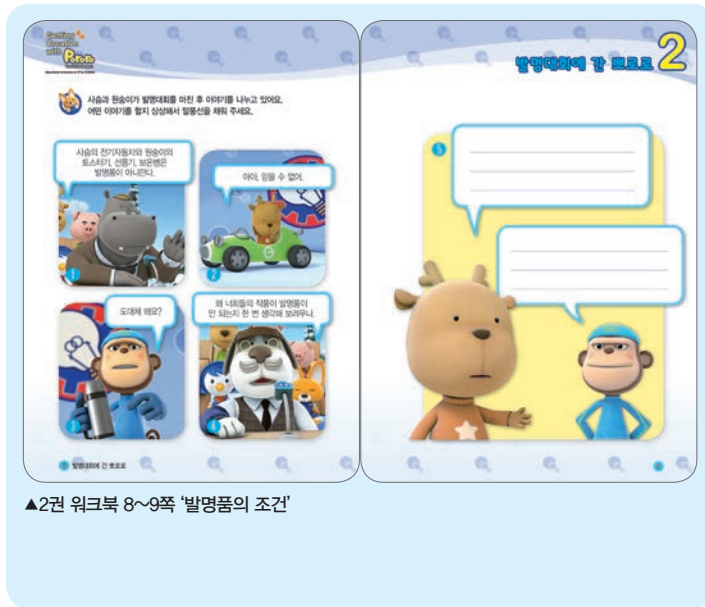 Getting
Creative
with Pororo
사슴과 원숭이가 발명대회를 마친 후 이야기를 나누고 있어요.
어떤 이야기를 할지 상상해서 말풍선을 채워 주세요.
사슴의 전기자동차와 원숭이의
토스터기, 선풍기, 보온병은
발명품이 아니란다.
1
아아, 믿을 수 없어.
2
도대체 왜요?
3
왜 너희들의 작품이 발명품이
안 되는지 한 번 생각해 보려무나.
4
발명대회에 간 뽀로로
발명대회에 간 뽀로로 2
5
▲2권 워크북 8~9쪽 ‘발명품의 조건’